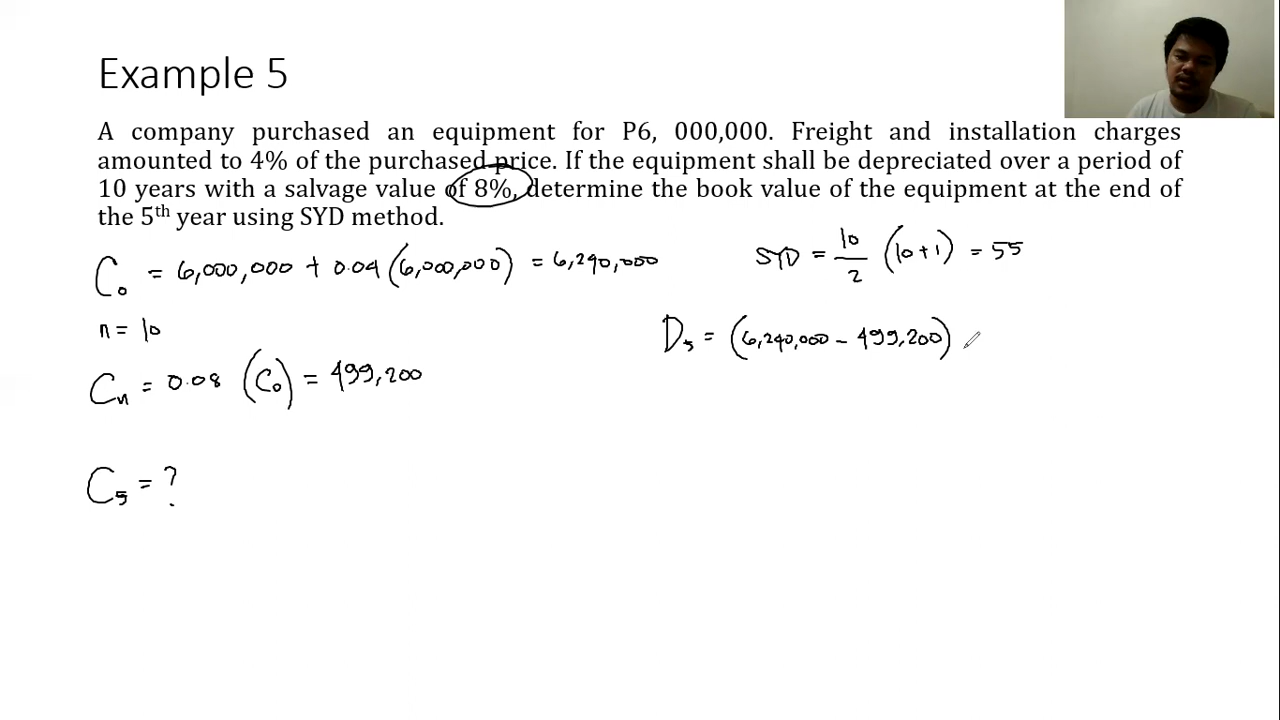 Example 5
A company purchased an equipment for P6, 000,000. Freight and installation charges
amounted to 4% of the purchased price. If the equipment shall be depreciated over a period of
10 years with a salvage value of 8%, determine the book value of the equipment at the end of
the 5th year using SYD method.
C₀ = 6,000,000 + 0.04 (6,000,000) = 6,240,000
SYD = 10/2 (10+1) = 55
n = 10
D₅ = (6,240,000 – 499,200)
Cn = 0.08 (C₀) = 499,200
C₅ = ?